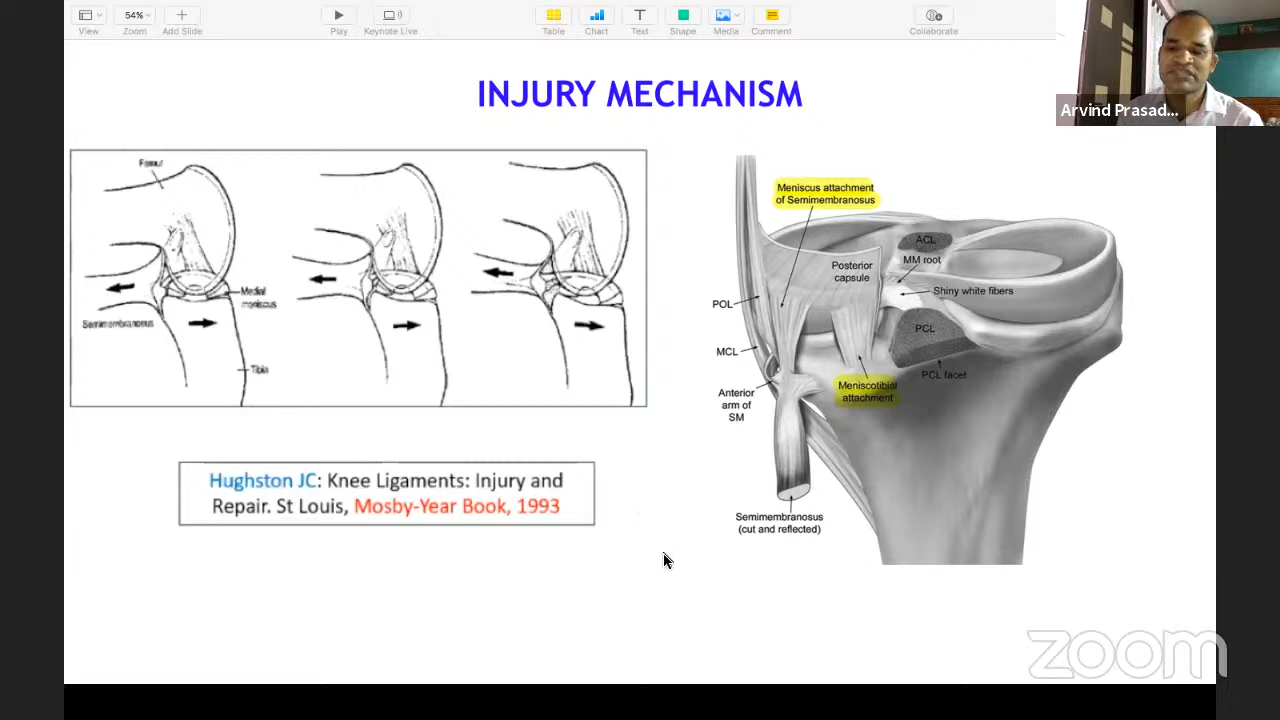 54%
View
Zoom
Add Slide
Play
Keynote Live
Table
Chart
Text
Shape
Media
Comment
Collaborate
Arvind Prasad...
INJURY MECHANISM
Femur
Medial
meniscus
Semimembranosus
Tibia
Hughston JC: Knee Ligaments: Injury and
Repair. St Louis, Mosby-Year Book, 1993
Meniscus attachment
of Semimembranosus
ACL
MM root
Posterior
capsule
Shiny white fibers
POL
PCL
MCL
PCL facet
Anterior
arm of
SM
Meniscotibial
attachment
Semimembranosus
(cut and reflected)
zoom